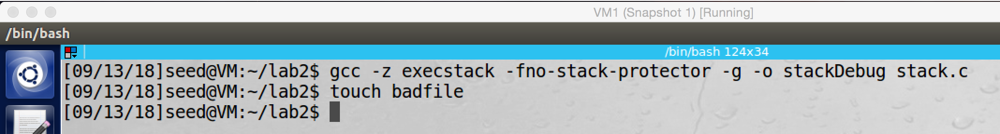 VM1 (Snapshot 1) [Running]
/bin/bash
/bin/bash 124x34
[09/13/18]seed@VM:~/lab2$ gcc -z execstack -fno-stack-protector -g -o stackDebug stack.c
[09/13/18]seed@VM:~/lab2$ touch badfile
[09/13/18]seed@VM:~/lab2$